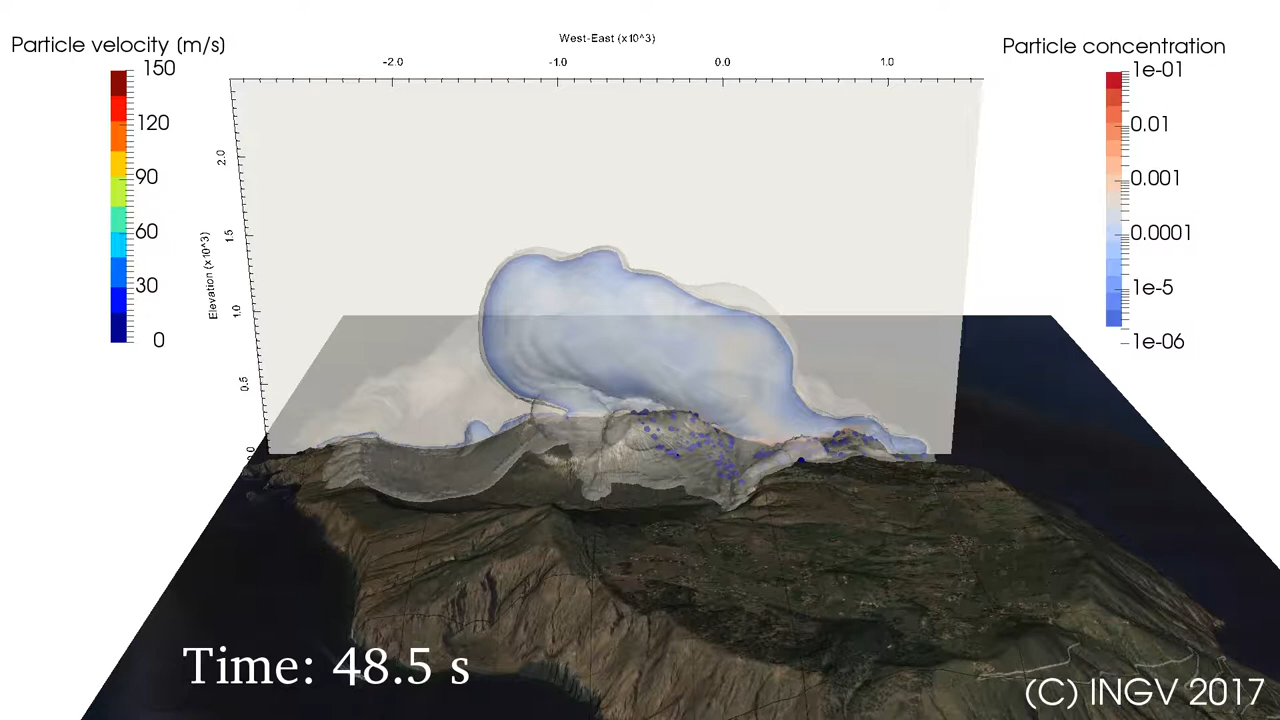 Particle velocity (m/s)
150
120
90
60
30
0
West-East (x10^3)
-2.0
-1.0
0.0
1.0
Elevation (x10^3)
2.0
1.5
1.0
0.5
0.0
Particle concentration
1e-01
0.01
0.001
0.0001
1e-5
1e-06
Time: 48.5 s
(C) INGV 2017